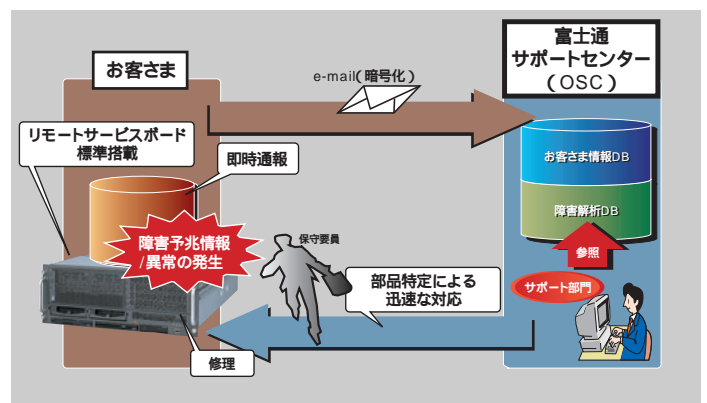 お客さま
富士通
サポートセンター
(OSC)
e-mail(暗号化)
リモートサービスボード
標準搭載
即時通報
お客さま情報DB
障害解析DB
障害予兆情報
/異常の発生
保守要員
参照
部品特定による
迅速な対応
サポート部門
修理